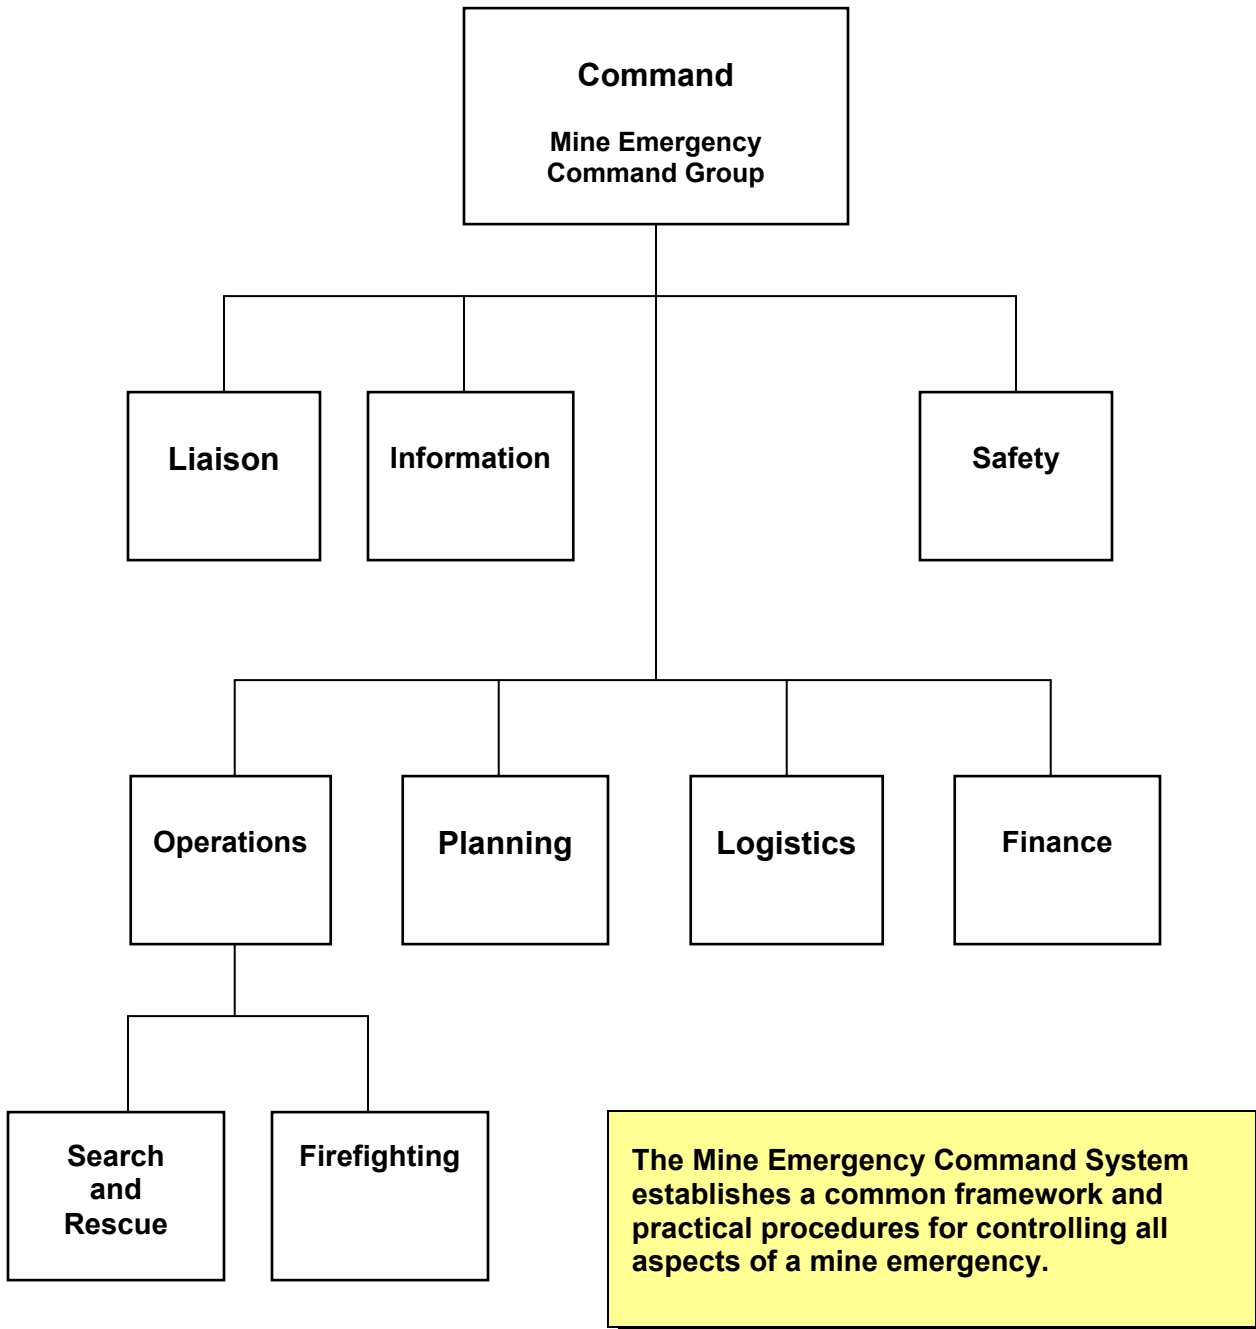 Command
Mine Emergency
Command Group
Liaison
Information
Safety
Operations
Planning
Logistics
Finance
Search
and
Rescue
Firefighting
The Mine Emergency Command System
establishes a common framework and
practical procedures for controlling all
aspects of a mine emergency.